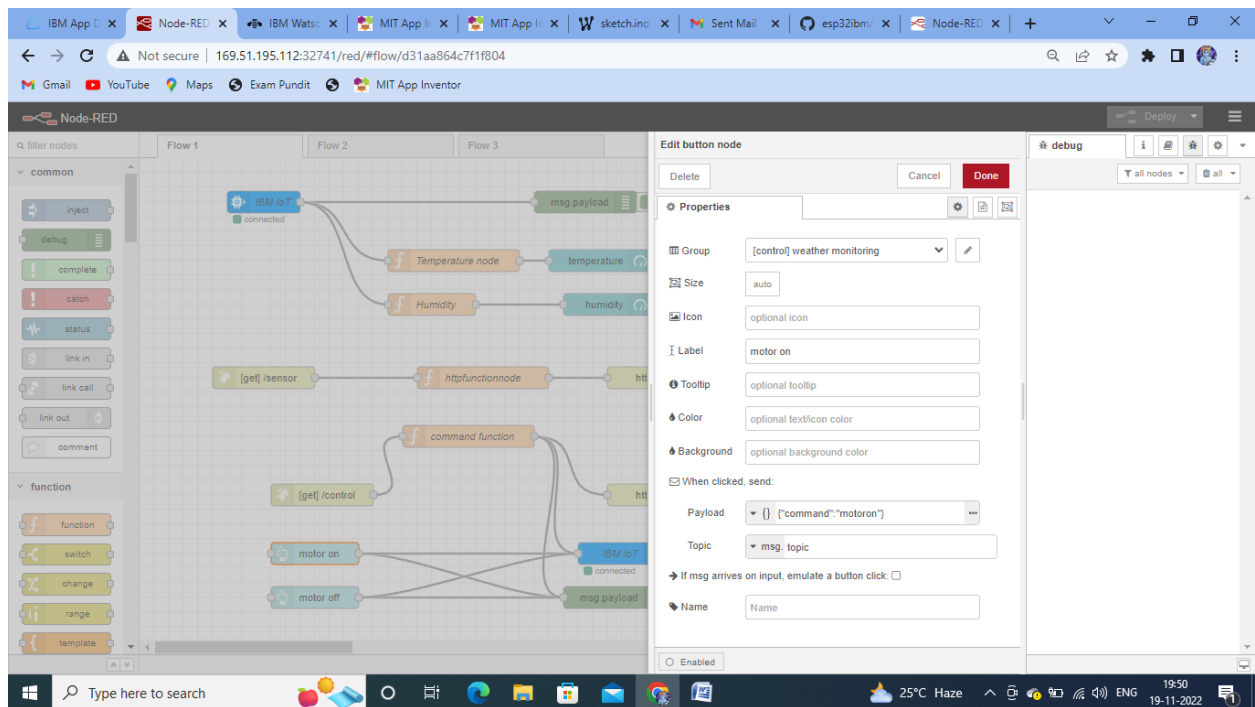 IBM App D
Node-RED
IBM Wats
MIT App In
MIT App In
sketch.ino
Sent Mail -
esp32ibm/
Node-RED
Not secure | 169.51.195.112:32741/red/#flow/d31aa864c7f1f804
Gmail YouTube Maps Exam Pundit MIT App Inventor
Node-RED Deploy
filter nodes
Flow 1 Flow 2 Flow 3
common
inject
debug
complete
catch
status
link in
link call
link out
comment
function
function
switch
change
range
template
IBM IoT
connected
msg.payload
Temperature node
temperature
Humidity
humidity
[get] /sensor
httpfunctionnode
htt
command function
[get] /control
htt
motor on
IBM IoT
connected
motor off
msg.payload
Edit button node
Delete Cancel Done
Properties
Group [control] weather monitoring
Size auto
Icon optional icon
Label motor on
Tooltip optional tooltip
Color optional text/icon color
Background optional background color
When clicked, send:
Payload {} {"command":"motoron"}
Topic msg. topic
If msg arrives on input, emulate a button click:
Name Name
Enabled
debug
all nodes all
Type here to search
25°C Haze ENG
19:50
19-11-2022